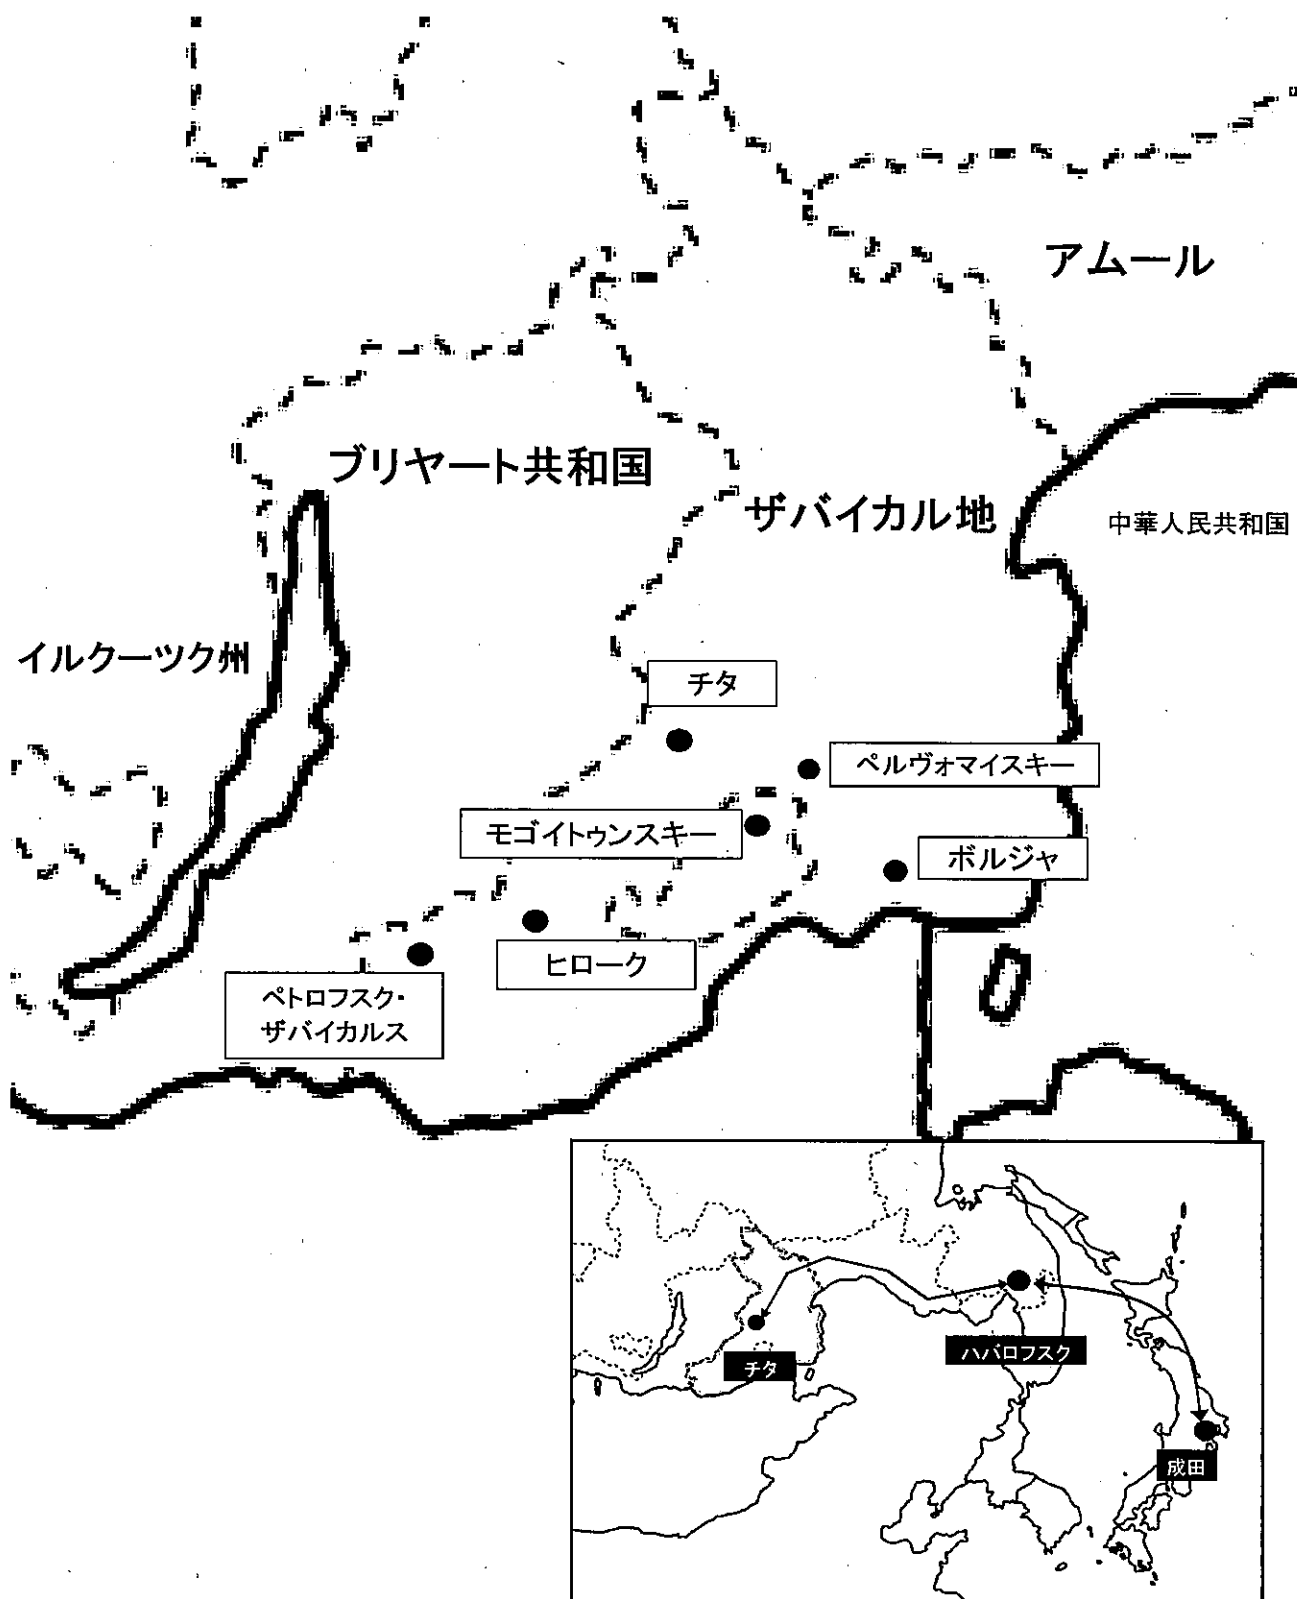 アムール
ブリヤート共和国
ザバイカル地
中華人民共和国
イルクーツク州
チタ
ペルヴォマイスキー
モゴイトゥンスキー
ボルジャ
ヒローク
ペトロフスク・
ザバイカルス
チタ
ハバロフスク
成田